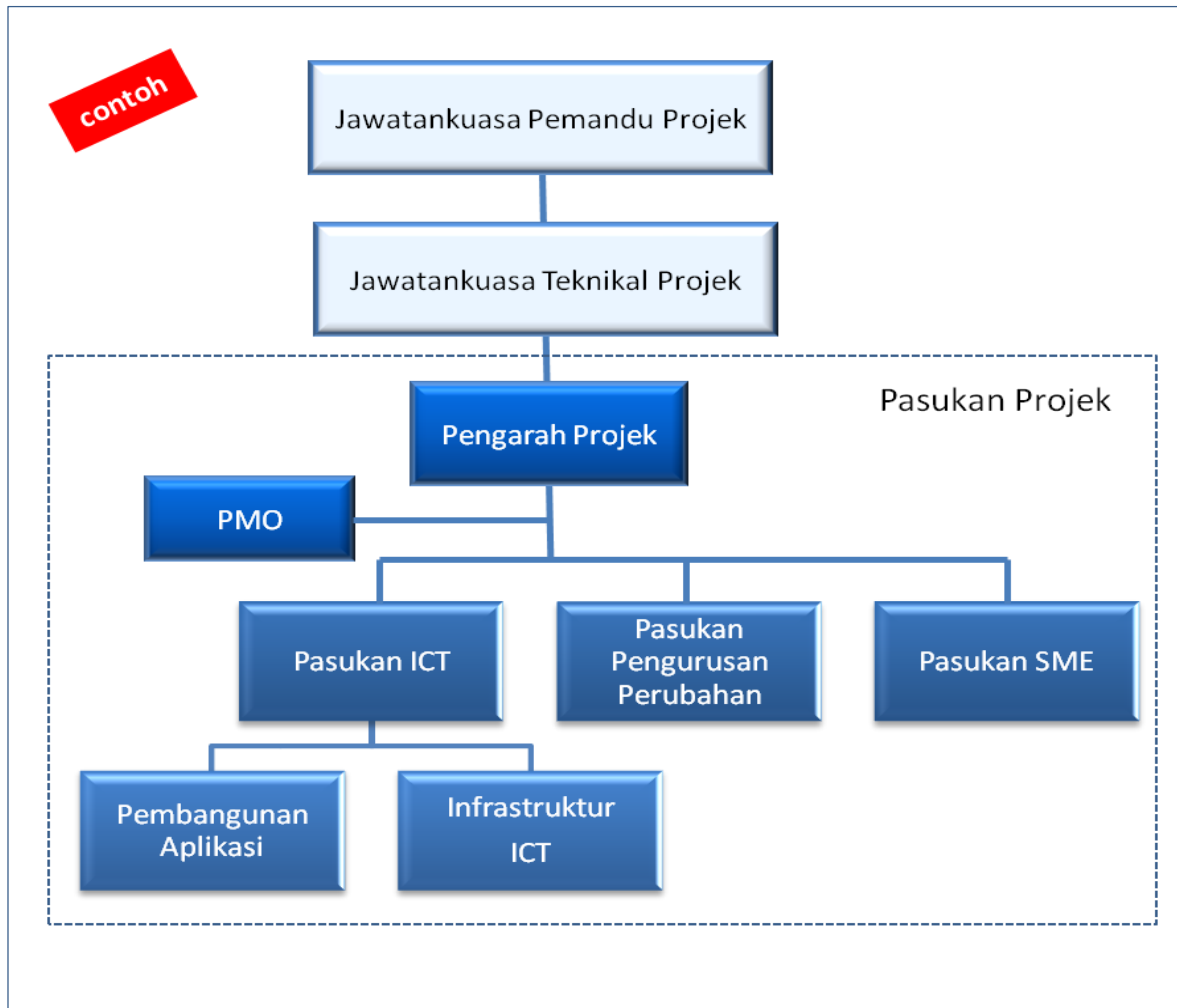 contoh
Jawatankuasa Pemandu Projek
Jawatankuasa Teknikal Projek
Pasukan Projek
Pengarah Projek
PMO
Pasukan ICT
Pasukan
Pengurusan
Perubahan
Pasukan SME
Pembangunan
Aplikasi
Infrastruktur
ICT